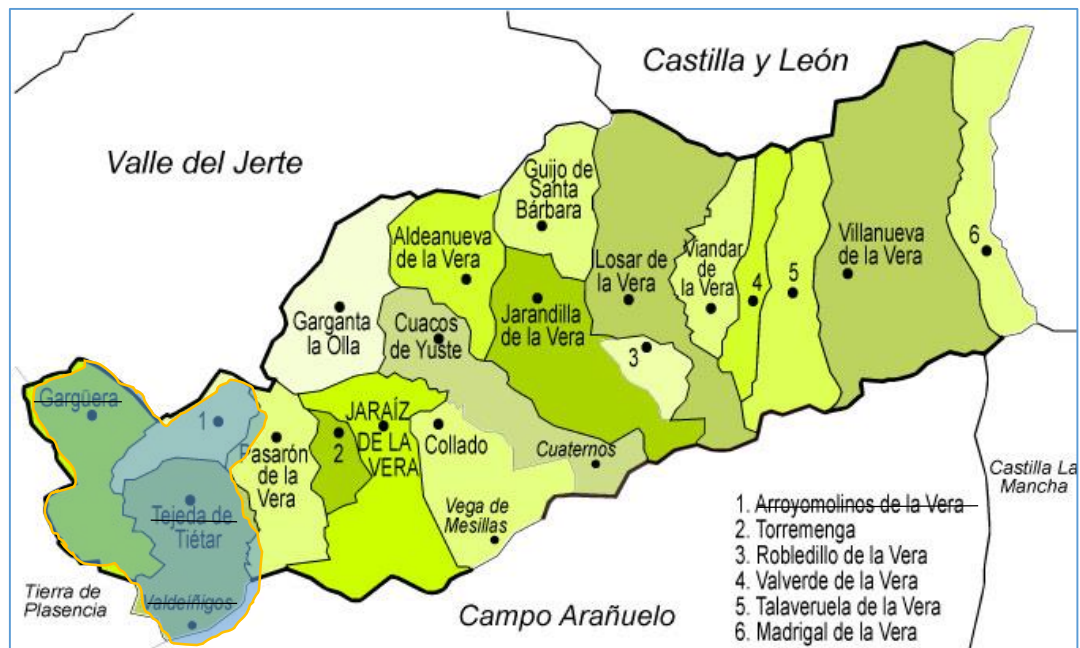 Castilla y León
Valle del Jerte
Guijo de
Santa
Bárbara
Aldeanueva
de la Vera
Losar de
la Vera
Viandar
de
la Vera
Villanueva
de la Vera
4
5
6
Garganta
la Olla
Cuacos
de Yuste
Jarandilla
de la Vera
3
Gargüera
1
Pasarón
de la
Vera
2
JARAÍZ
DE LA
VERA
Collado
Cuaternos
Castilla La
Mancha
Tejeda de
Tiétar
Vega de
Mesillas
Tierra de
Plasencia
Valdeíñigos
Campo Arañuelo
1. Arroyomolinos de la Vera
2. Torremenga
3. Robledillo de la Vera
4. Valverde de la Vera
5. Talaveruela de la Vera
6. Madrigal de la Vera